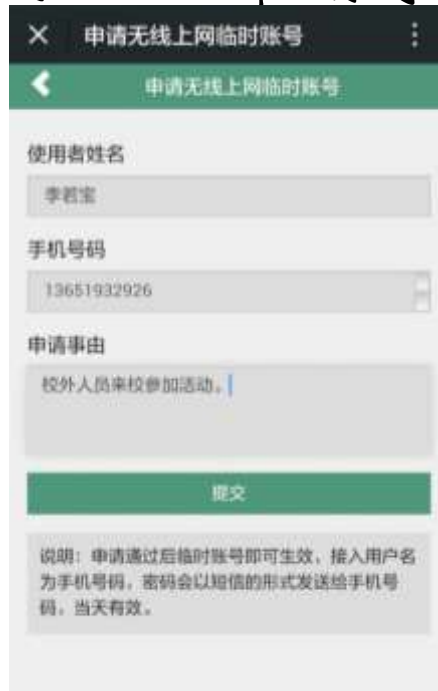 申请无线上网临时账号
申请无线上网临时账号
使用者姓名
李若宝
手机号码
13651932926
申请事由
校外人员来校参加活动。
提交
说明：申请通过后临时账号即可生效，接入用户名
为手机号码，密码会以短信的形式发送给手机号
码，当天有效。